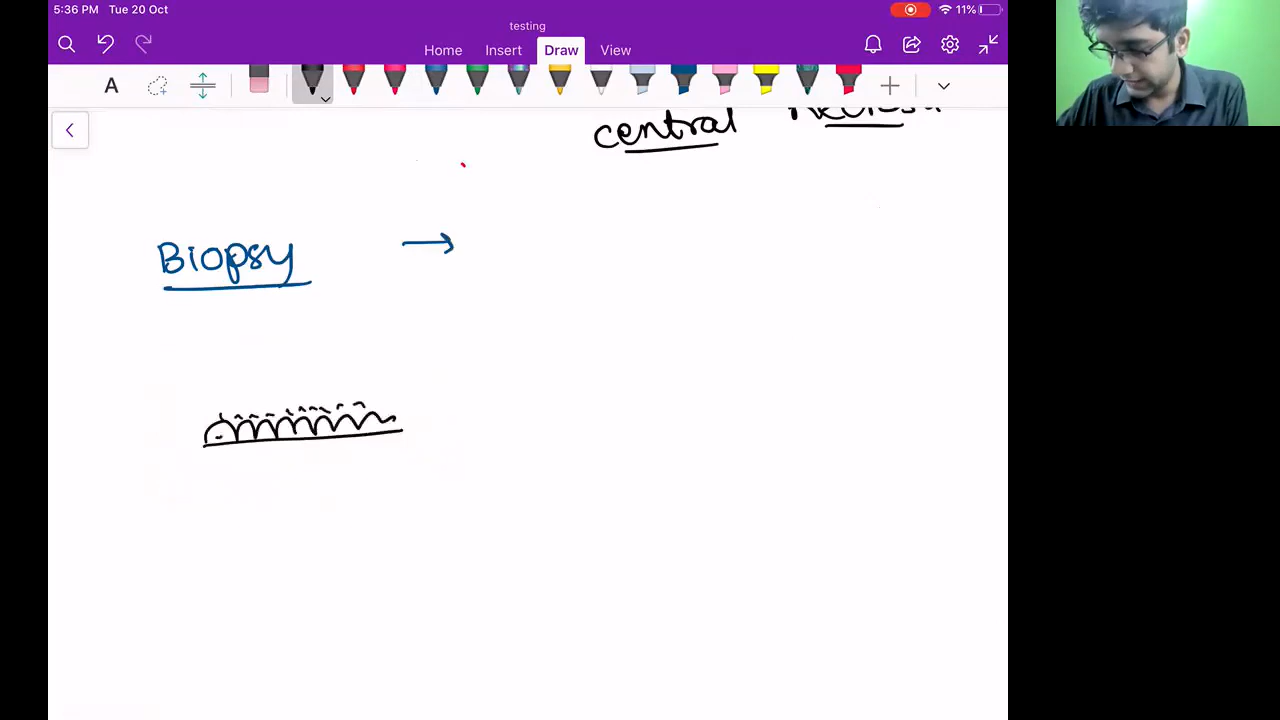 5:36 PM Tue 20 Oct
11%
testing
Home Insert Draw View
A
central
Biopsy